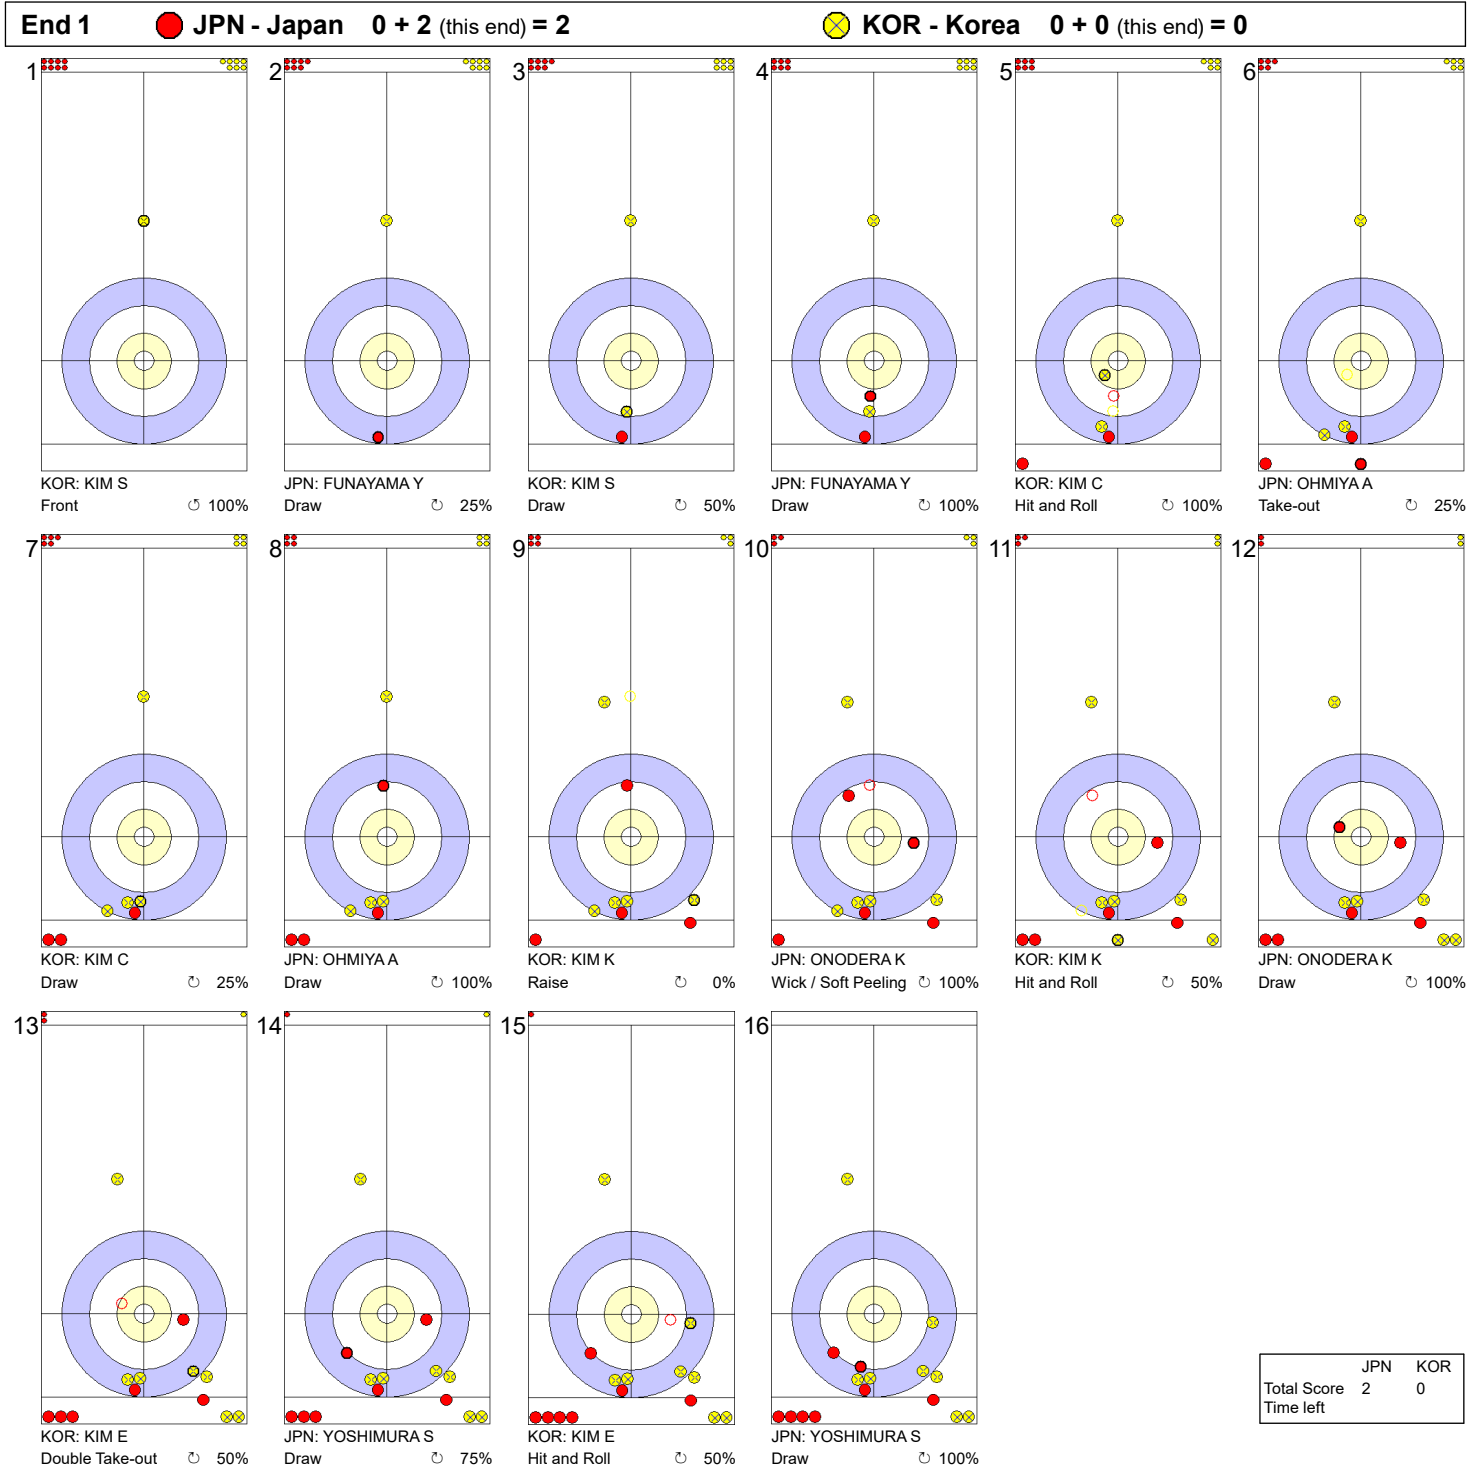 End 1 JPN - Japan 0 + 2 (this end) = 2 KOR - Korea 0 + 0 (this end) = 0
1 2 3 4 5 6
KOR: KIM S JPN: FUNAYAMA Y KOR: KIM S JPN: FUNAYAMA Y KOR: KIM C JPN: OHMIYA A
Front 100% Draw 25% Draw 50% Draw 100% Hit and Roll 100% Take-out 25%
7 8 9 10 11 12
KOR: KIM C JPN: OHMIYA A KOR: KIM K JPN: ONODERA K KOR: KIM K JPN: ONODERA K
Draw 25% Draw 100% Raise 0% Wick / Soft Peeling 100% Hit and Roll 50% Draw 100%
13 14 15 16
KOR: KIM E JPN: YOSHIMURA S KOR: KIM E JPN: YOSHIMURA S
Double Take-out 50% Draw 75% Hit and Roll 50% Draw 100%
JPN KOR
Total Score 2 0
Time left